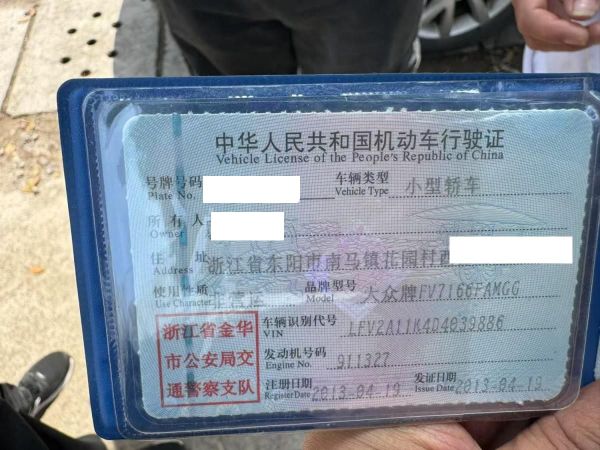 中华人民共和国机动车行驶证
Vehicle License of the People's Republic of China
号牌号码 车辆类型 小型轿车
Plate No. Vehicle Type
所有人
Owner
住址 浙江省东阳市南马镇花园村西
Address
使用性质 非营运 品牌型号 大众牌FV7166FAMGG
Use Character Model
浙江省金华
市公安局交
通警察支队
车辆识别代号 LFV2A11K4D4039886
VIN
发动机号码 911327
Engine No.
注册日期 2013-04-19 发证日期 2013-04-19
Register Date Issue Date